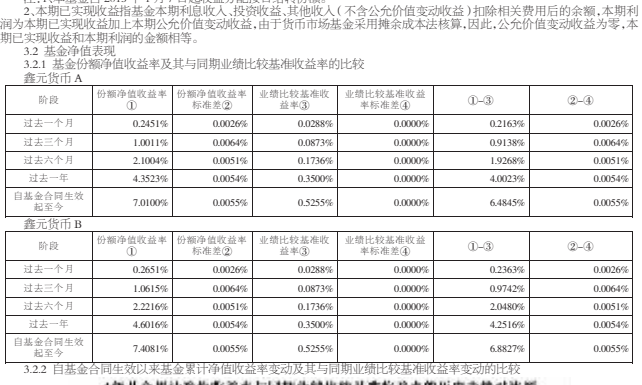 2、本期已实现收益指基金本期利息收入、投资收益、其他收入(不含公允价值变动收益)扣除相关费用后的余额,本期利
润为本期已实现收益加上本期公允价值变动收益,由于货币市场基金采用摊余成本法核算,因此,公允价值变动收益为零,本
期已实现收益和本期利润的金额相等。
3.2 基金净值表现
3.2.1 基金份额净值收益率及其与同期业绩比较基准收益率的比较
鑫元货币 A
阶段 份额净值收益率① 份额净值收益率标准差② 业绩比较基准收益率③ 业绩比较基准收益率标准差④ ①-③ ②-④
过去一个月 0.2451% 0.0026% 0.0288% 0.0000% 0.2163% 0.0026%
过去三个月 1.0011% 0.0064% 0.0873% 0.0000% 0.9138% 0.0064%
过去六个月 2.1004% 0.0051% 0.1736% 0.0000% 1.9268% 0.0051%
过去一年 4.3523% 0.0054% 0.3500% 0.0000% 4.0023% 0.0054%
自基金合同生效起至今 7.0100% 0.0055% 0.5255% 0.0000% 6.4845% 0.0055%
鑫元货币 B
阶段 份额净值收益率① 份额净值收益率标准差② 业绩比较基准收益率③ 业绩比较基准收益率标准差④ ①-③ ②-④
过去一个月 0.2651% 0.0026% 0.0288% 0.0000% 0.2363% 0.0026%
过去三个月 1.0615% 0.0064% 0.0873% 0.0000% 0.9742% 0.0064%
过去六个月 2.2216% 0.0051% 0.1736% 0.0000% 2.0480% 0.0051%
过去一年 4.6016% 0.0054% 0.3500% 0.0000% 4.2516% 0.0054%
自基金合同生效起至今 7.4081% 0.0055% 0.5255% 0.0000% 6.8827% 0.0055%
3.2.2 自基金合同生效以来基金累计净值收益率变动及其与同期业绩比较基准收益率变动的比较